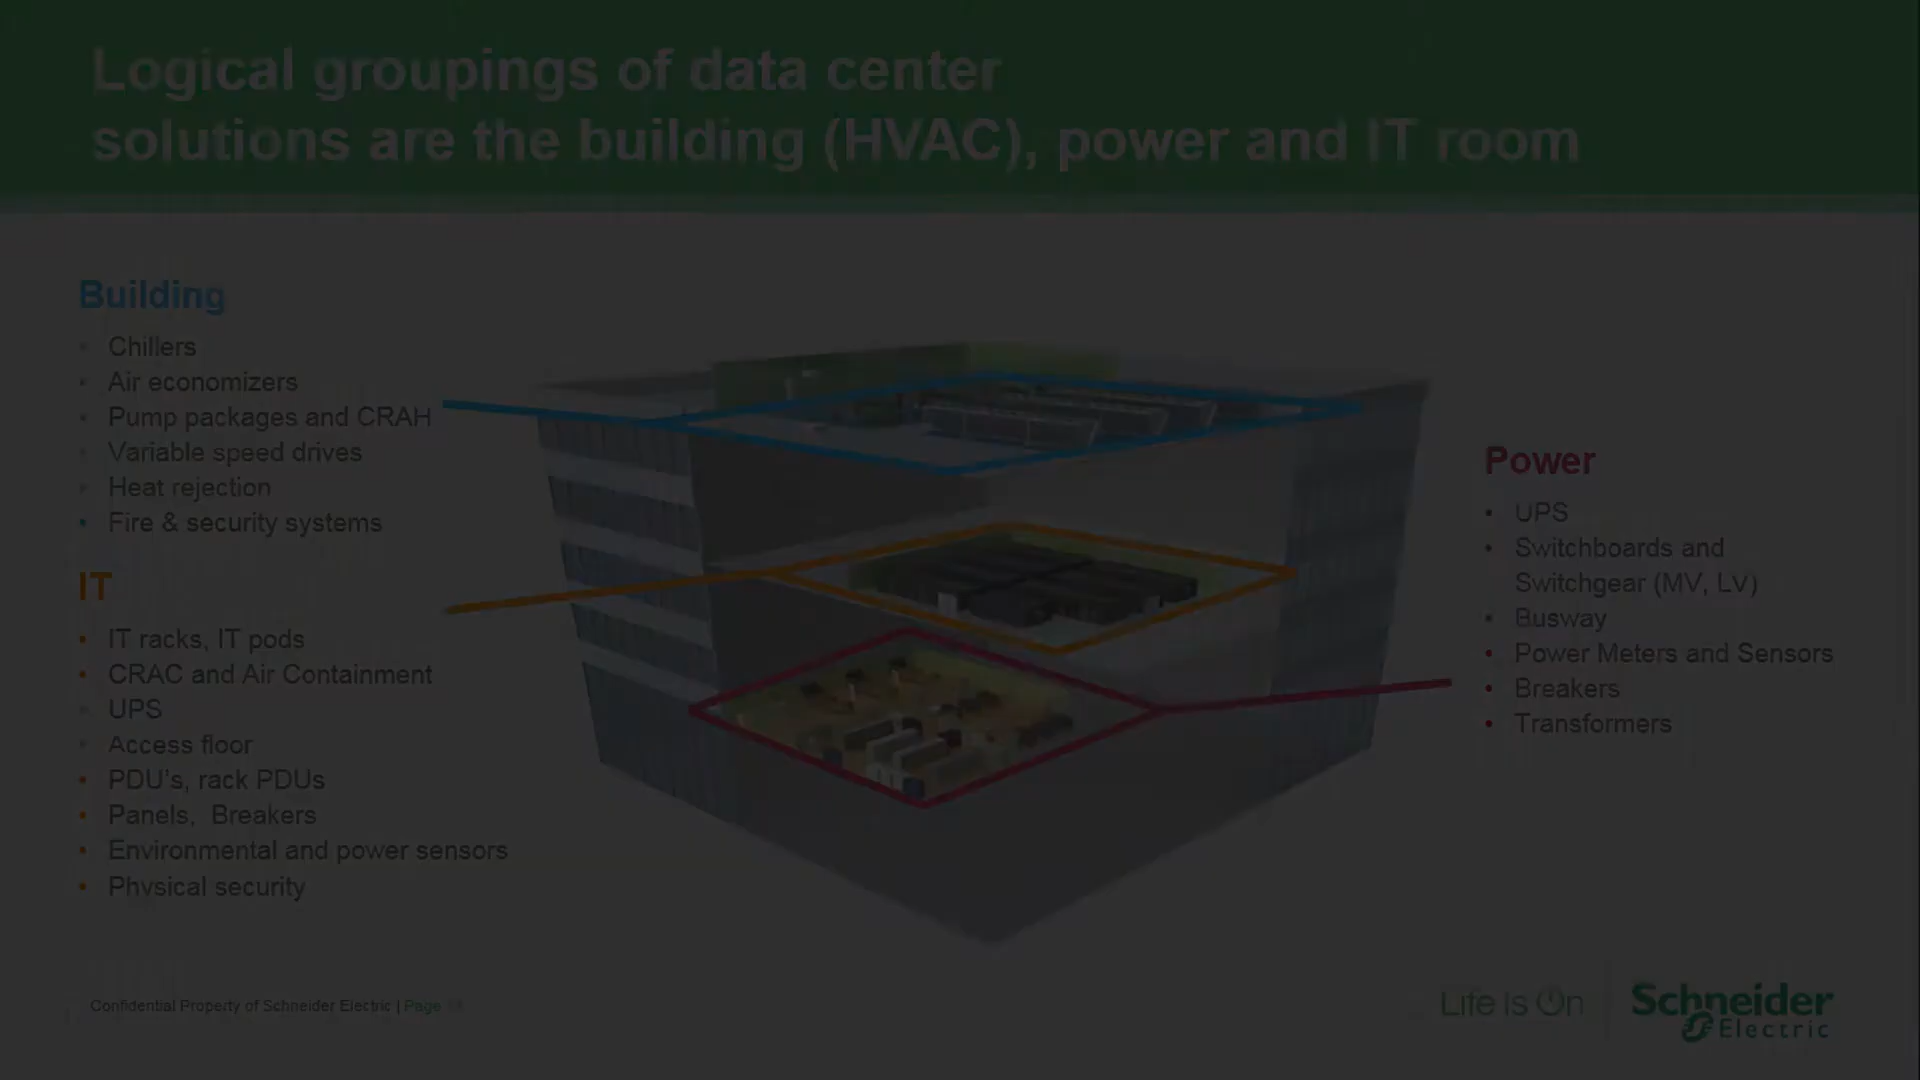 Logical groupings of data center
solutions are the building (HVAC), power and IT room
Building
• Chillers
• Air economizers
• Pump packages and CRAH
• Variable speed drives
• Heat rejection
• Fire & security systems
IT
• IT racks, IT pods
• CRAC and Air Containment
• UPS
• Access floor
• PDU's, rack PDUs
• Panels, Breakers
• Environmental and power sensors
• Physical security
Power
• UPS
• Switchboards and
Switchgear (MV, LV)
• Busway
• Power Meters and Sensors
• Breakers
• Transformers
Confidential Property of Schneider Electric | Page
Life Is On
Schneider
Electric